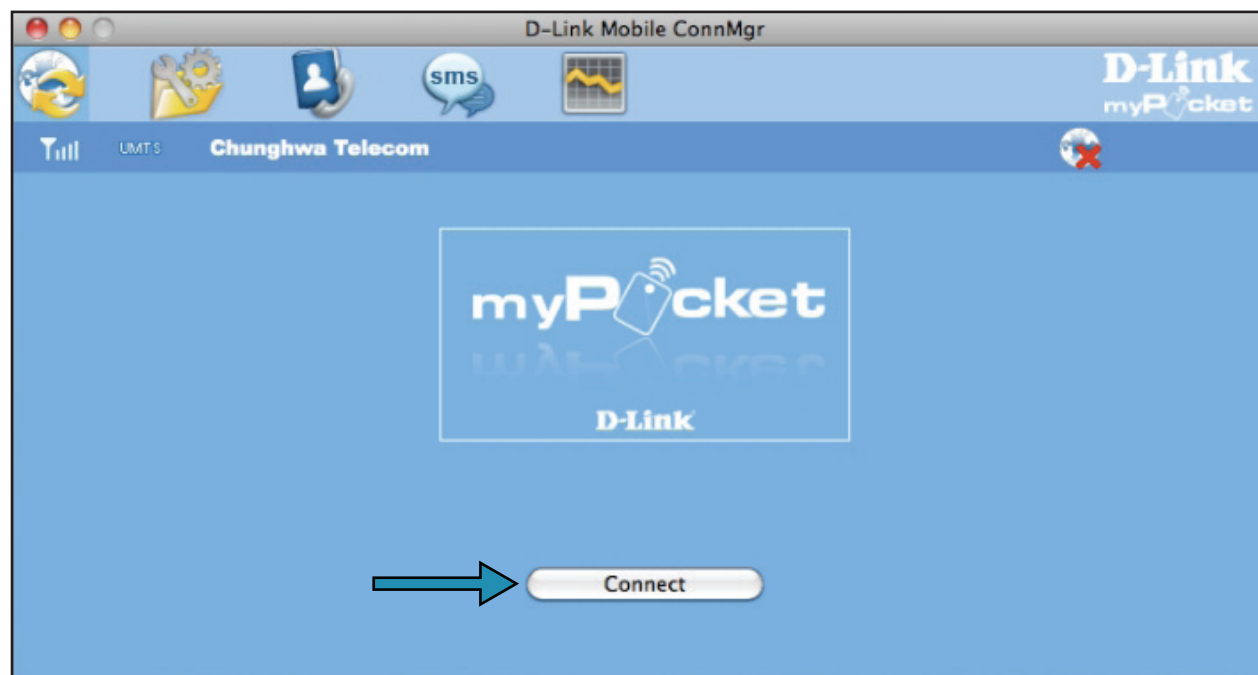 D-Link Mobile ConnMgr
sms
D-Link
myPocket
UMTS
Chunghwa Telecom
myPocket
D-Link
Connect